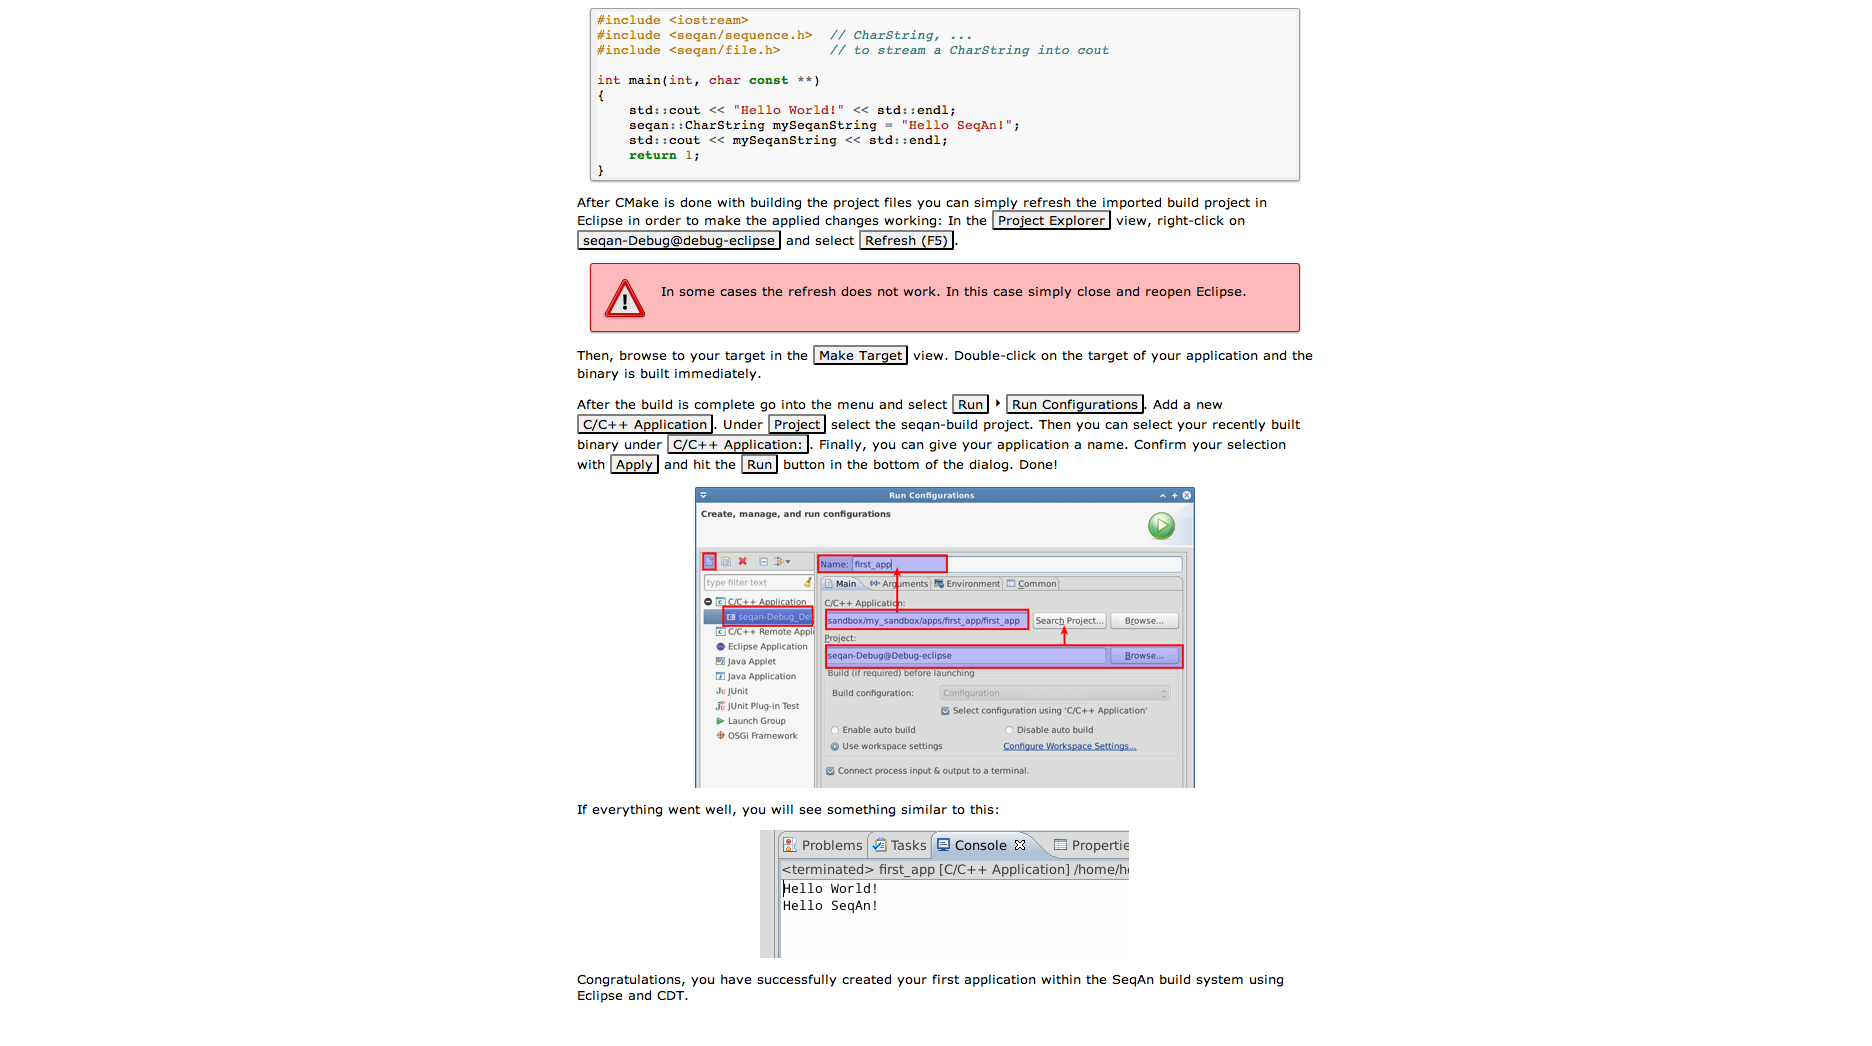 #include <iostream>
#include <seqan/sequence.h>  // CharString, ...
#include <seqan/file.h>      // to stream a CharString into cout
int main(int, char const **)
{
    std::cout << "Hello World!" << std::endl;
    seqan::CharString mySeqanString = "Hello SeqAn!";
    std::cout << mySeqanString << std::endl;
    return 1;
}
After CMake is done with building the project files you can simply refresh the imported build project in
Eclipse in order to make the applied changes working: In the Project Explorer view, right-click on
seqan-Debug@debug-eclipse and select Refresh (F5).
In some cases the refresh does not work. In this case simply close and reopen Eclipse.
Then, browse to your target in the Make Target view. Double-click on the target of your application and the
binary is built immediately.
After the build is complete go into the menu and select Run ‣ Run Configurations. Add a new
C/C++ Application. Under Project select the seqan-build project. Then you can select your recently built
binary under C/C++ Application:. Finally, you can give your application a name. Confirm your selection
with Apply and hit the Run button in the bottom of the dialog. Done!
Run Configurations
Create, manage, and run configurations
type filter text
C/C++ Application
seqan-Debug_De
C/C++ Remote Appl
Eclipse Application
Java Applet
Java Application
JUnit
JUnit Plug-in Test
Launch Group
OSGi Framework
Name: first_app
Main Arguments Environment Common
C/C++ Application:
sandbox/my_sandbox/apps/first_app/first_app Search Project... Browse...
Project:
seqan-Debug@Debug-eclipse Browse...
Build (if required) before launching
Build configuration: Configuration
Select configuration using 'C/C++ Application'
Enable auto build Disable auto build
Use workspace settings Configure Workspace Settings...
Connect process input & output to a terminal.
If everything went well, you will see something similar to this:
Problems Tasks Console Propertie
<terminated> first_app [C/C++ Application] /home/h
Hello World!
Hello SeqAn!
Congratulations, you have successfully created your first application within the SeqAn build system using
Eclipse and CDT.